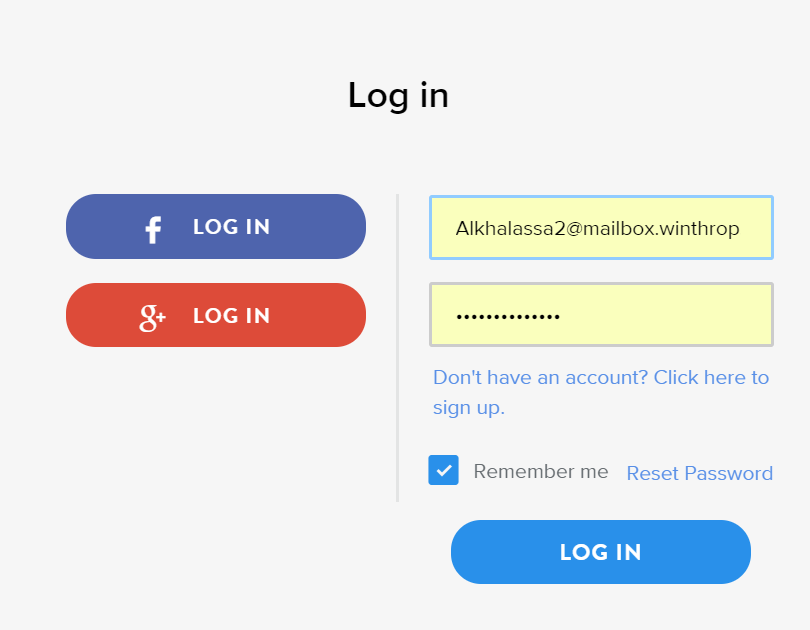 Log in
f LOG IN
g+ LOG IN
Alkhalassa2@mailbox.winthrop
••••••••••••••
Don't have an account? Click here to
sign up.
Remember me Reset Password
LOG IN